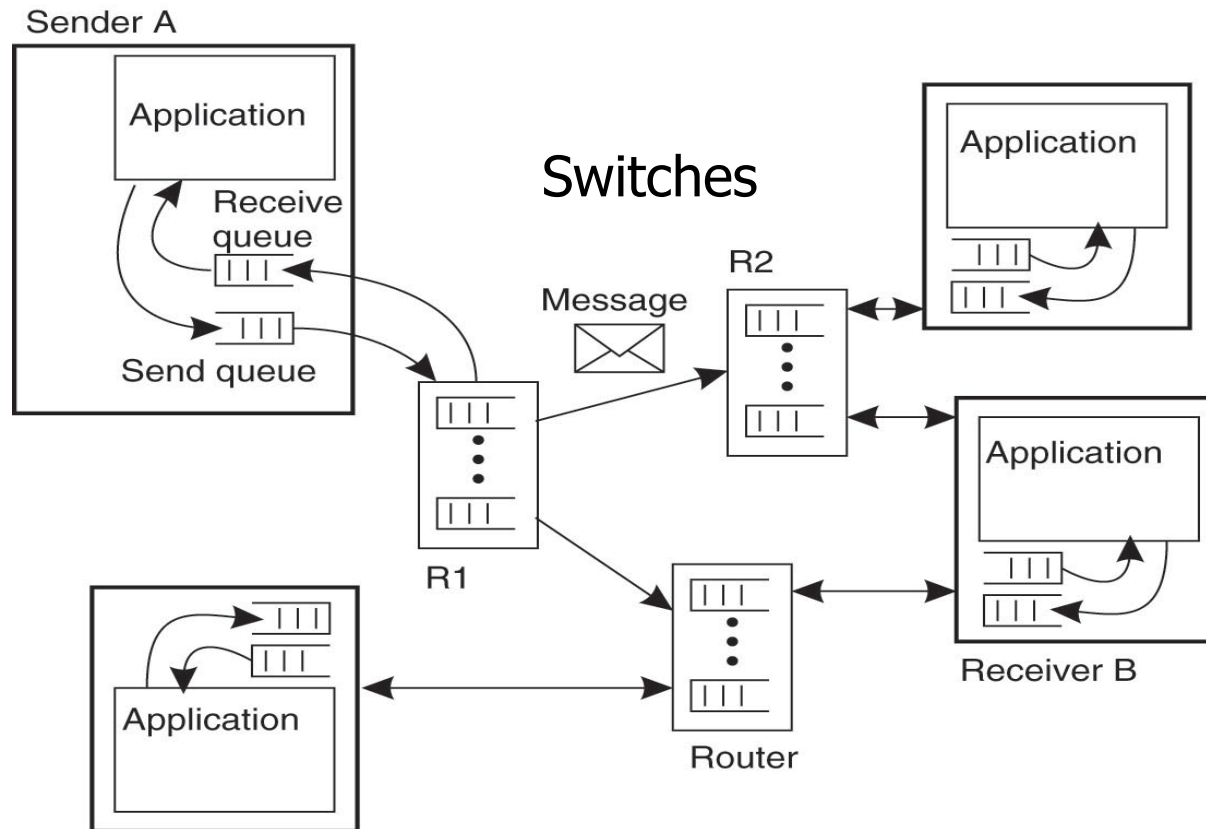 Sender A
Application
Receive
queue
Send queue
Switches
Message
R1
R2
Application
Application
Receiver B
Router
Application